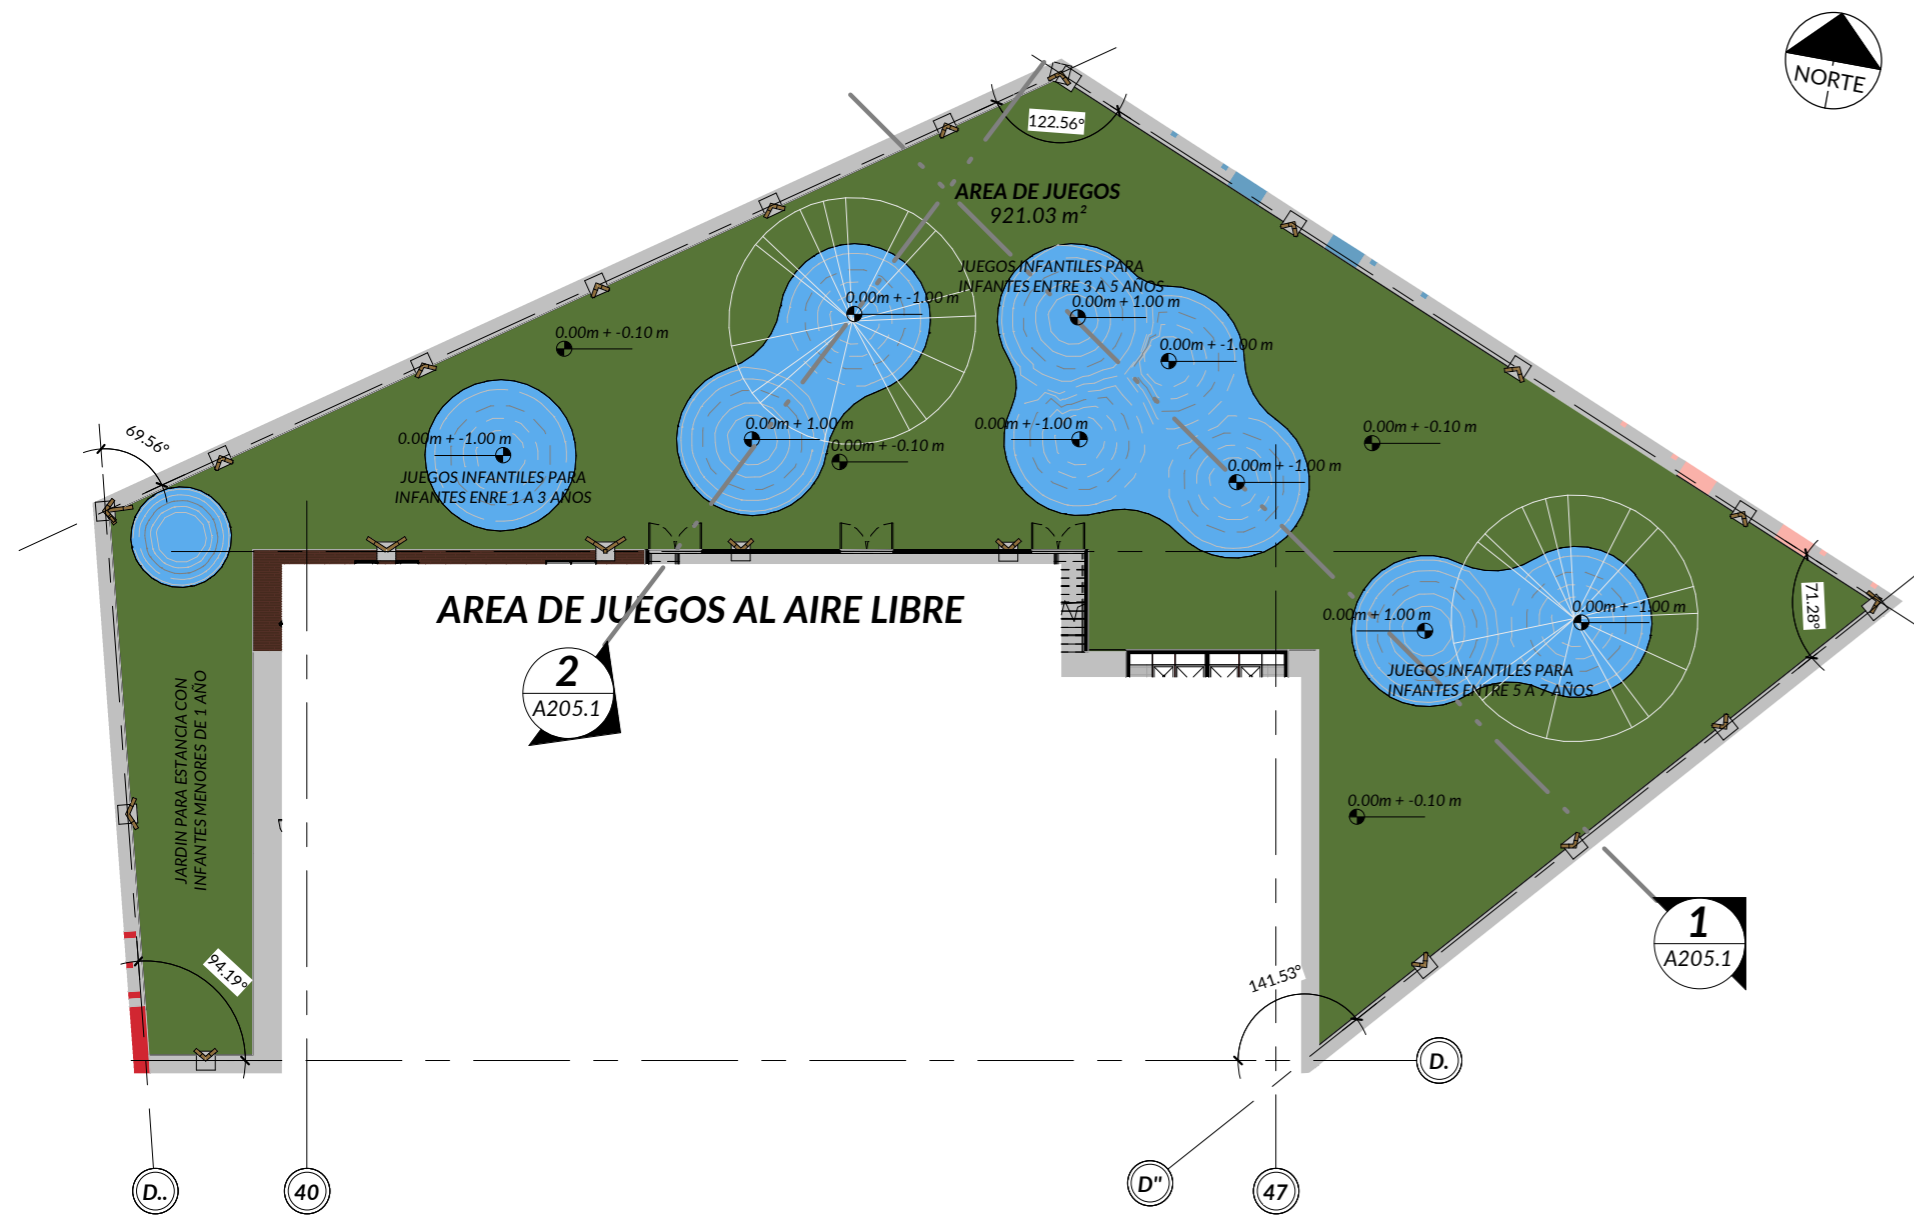 NORTE
122.56°
AREA DE JUEGOS
921.03 m²
JUEGOS INFANTILES PARA
INFANTES ENTRE 3 A 5 AÑOS
0.00m + -1.00 m
0.00m + 1.00 m
0.00m + -0.10 m
0.00m + -1.00 m
69.56°
0.00m + -1.00 m
0.00m + 1.00 m
0.00m + -1.00 m
0.00m + -0.10 m
0.00m + -0.10 m
0.00m + -1.00 m
JUEGOS INFANTILES PARA
INFANTES ENRE 1 A 3 AÑOS
AREA DE JUEGOS AL AIRE LIBRE
0.00m + 1.00 m
0.00m + -1.00 m
71.28°
JUEGOS INFANTILES PARA
INFANTES ENTRE 5 A 7 AÑOS
2
A205.1
JARDIN PARA ESTANCIA CON
INFANTES MENORES DE 1 AÑO
0.00m + -0.10 m
1
A205.1
94.19°
141.53°
D.
D..
40
D"
47